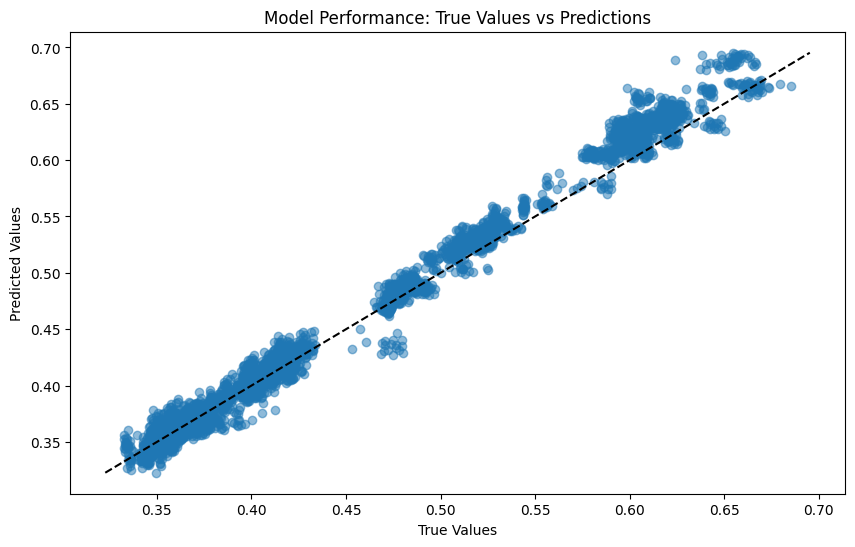 Model Performance: True Values vs Predictions
0.70
0.65
0.60
0.55
0.50
0.45
0.40
0.35
Predicted Values
0.35 0.40 0.45 0.50 0.55 0.60 0.65 0.70
True Values